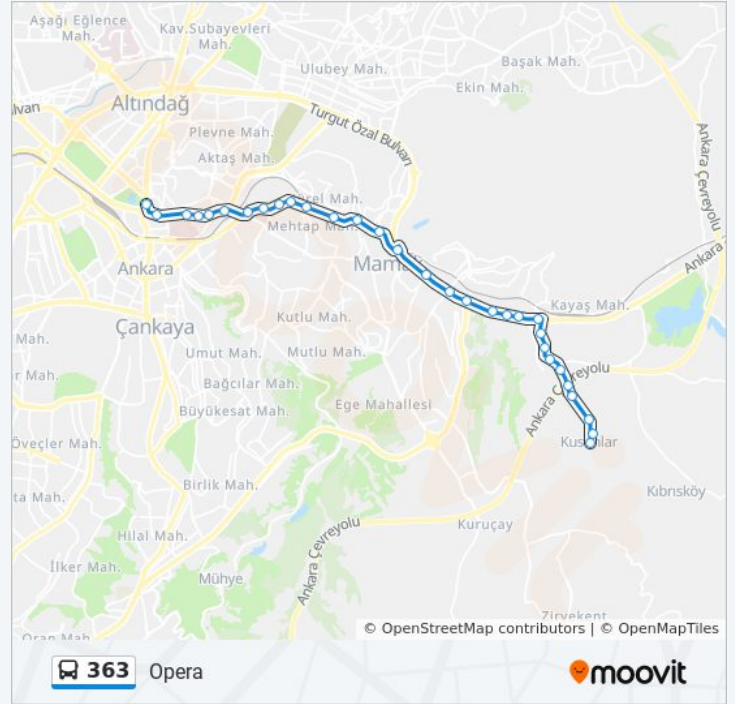 Aşağı Eğlence
Mah.
Kav.Subayevleri
Mah.
Ulubey Mah.
Başak Mah.
Ekin Mah.
Altındağ
Turgut Özal Bulvarı
Plevne Mah.
Aktaş Mah.
Ankara Çevreyolu
Mehtap
Ankara
Kayaş Mah.
Ankara
Çankaya
Kutlu Mah.
Mah.
Umut Mah.
Mutlu Mah.
Bağcılar Mah.
Büyükesat Mah.
Ege Mahallesi
Ankara Çevreyolu
Öveçler Mah.
Birlik Mah.
Kıbrısköy
Kuruçay
Hilal Mah.
İlker Mah.
Mühye
Ankara Çevreyolu
Zirvekent
Oran Mah.
© OpenStreetMap contributors | © OpenMapTiles
363 Opera
moovit